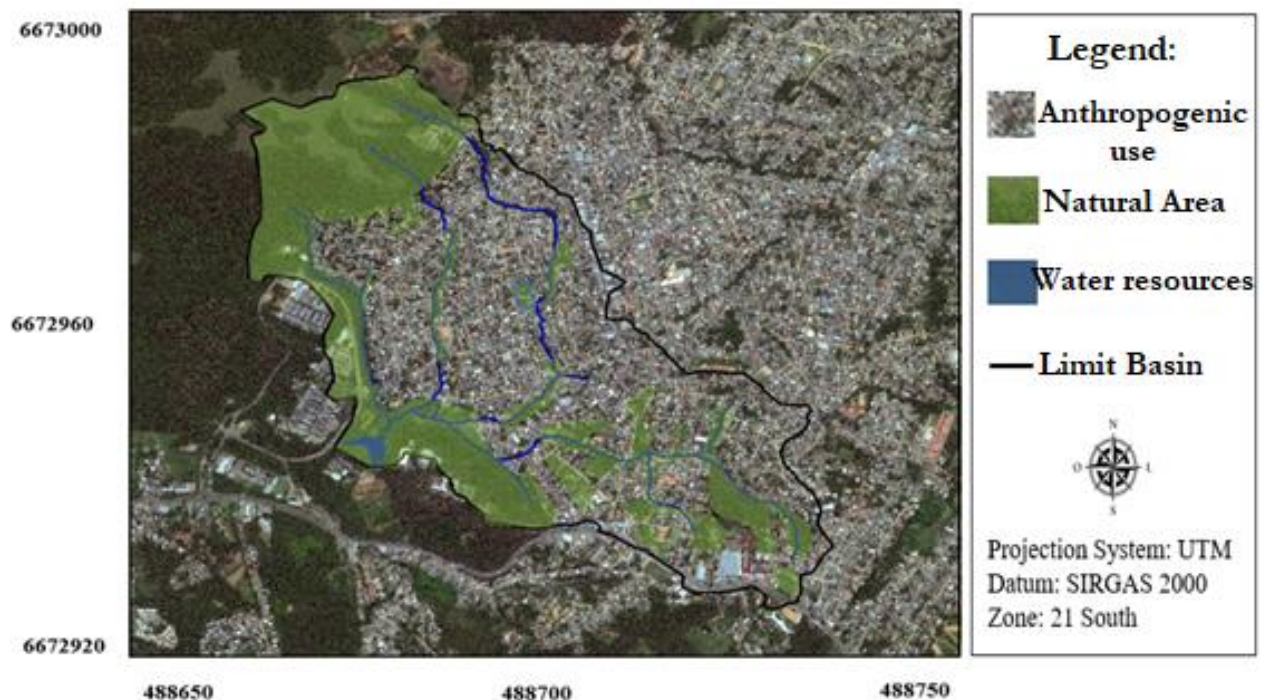 6673000
6672960
6672920
488650
488700
488750
Legend:
Anthropogenic
use
Natural Area
Water resources
Limit Basin
N
O L
S
Projection System: UTM
Datum: SIRGAS 2000
Zone: 21 South